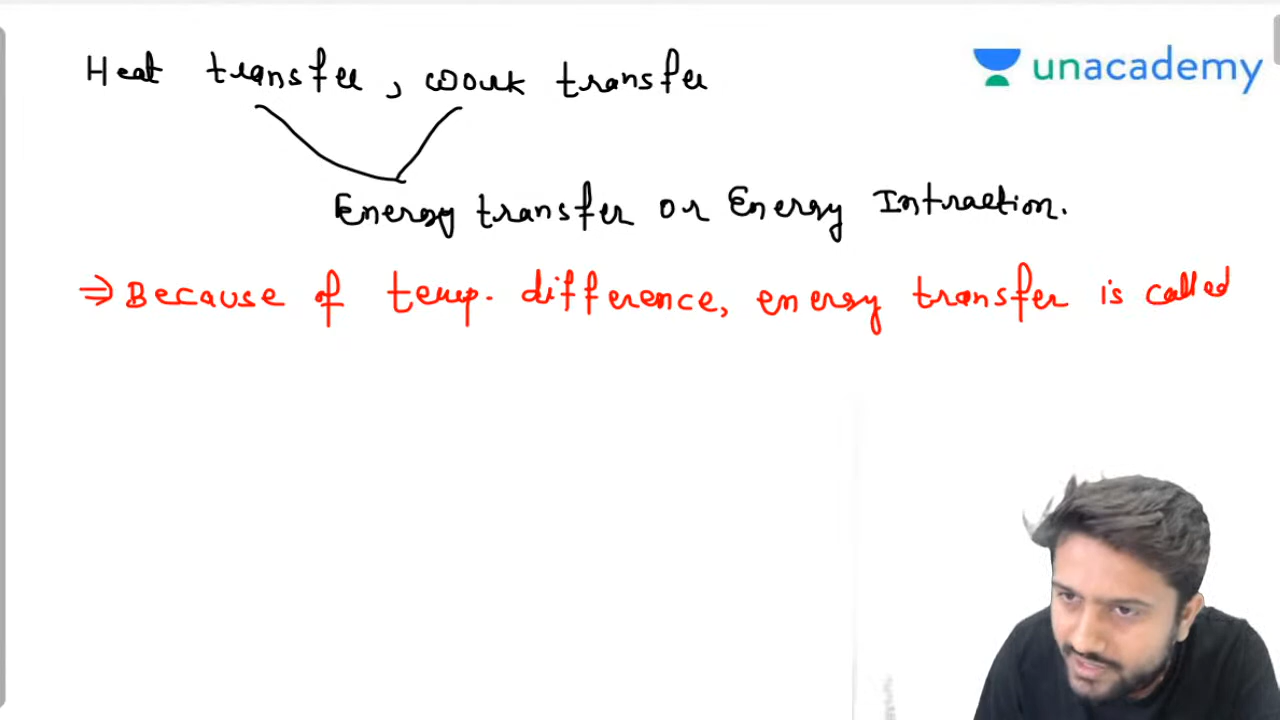 Heat transfer, work transfer
unacademy
Energy transfer or Energy Intraction.
⇒ Because of temp. difference, energy transfer is called